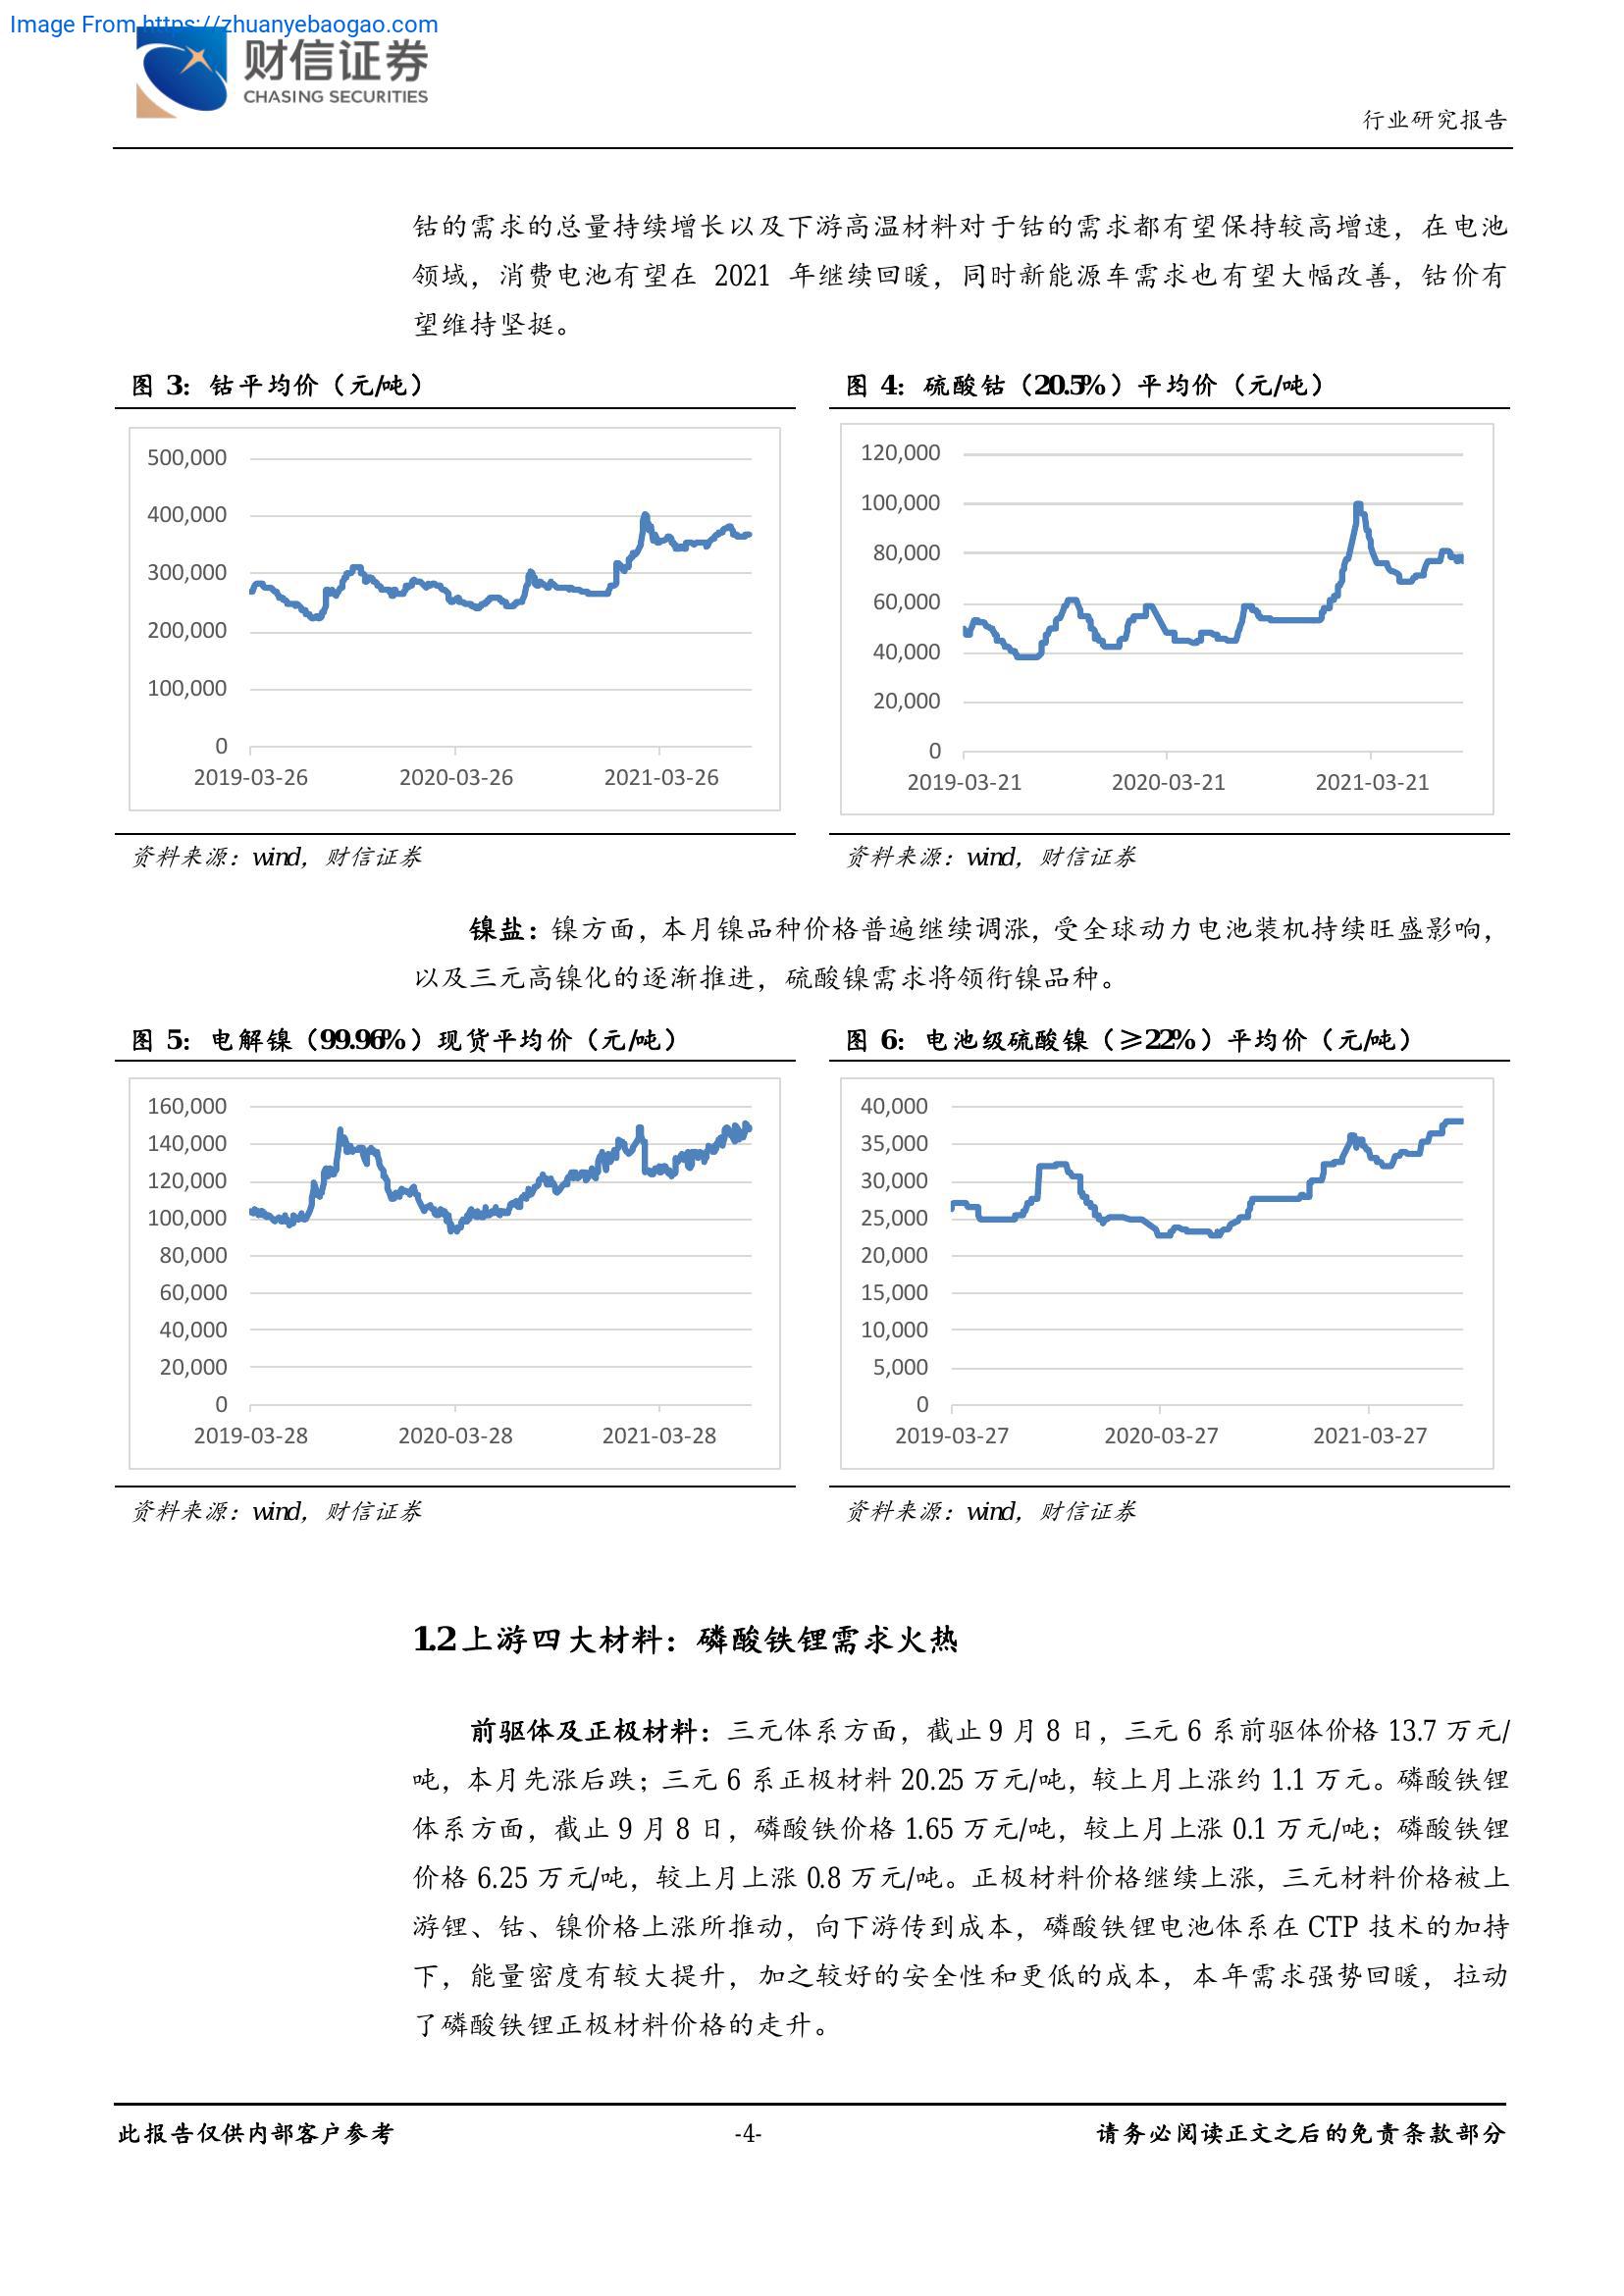 Image From https://zhuanyebaogao.com
财信证券
CHASING SECURITIES
行业研究报告
钴的需求的总量持续增长以及下游高温材料对于钴的需求都有望保持较高增速，在电池
领域，消费电池有望在 2021 年继续回暖，同时新能源车需求也有望大幅改善，钴价有
望维持坚挺。
图 3：钴平均价（元/吨）
500,000
400,000
300,000
200,000
100,000
0
2019-03-26 2020-03-26 2021-03-26
资料来源：wind，财信证券
图 4：硫酸钴（20.5%）平均价（元/吨）
120,000
100,000
80,000
60,000
40,000
20,000
0
2019-03-21 2020-03-21 2021-03-21
资料来源：wind，财信证券
镍盐：镍方面，本月镍品种价格普遍继续调涨，受全球动力电池装机持续旺盛影响，
以及三元高镍化的逐渐推进，硫酸镍需求将领衔镍品种。
图 5：电解镍（99.96%）现货平均价（元/吨）
160,000
140,000
120,000
100,000
80,000
60,000
40,000
20,000
0
2019-03-28 2020-03-28 2021-03-28
资料来源：wind，财信证券
图 6：电池级硫酸镍（≥22%）平均价（元/吨）
40,000
35,000
30,000
25,000
20,000
15,000
10,000
5,000
0
2019-03-27 2020-03-27 2021-03-27
资料来源：wind，财信证券
1.2 上游四大材料：磷酸铁锂需求火热
前驱体及正极材料：三元体系方面，截止 9 月 8 日，三元 6 系前驱体价格 13.7 万元/
吨，本月先涨后跌；三元 6 系正极材料 20.25 万元/吨，较上月上涨约 1.1 万元。磷酸铁锂
体系方面，截止 9 月 8 日，磷酸铁价格 1.65 万元/吨，较上月上涨 0.1 万元/吨；磷酸铁锂
价格 6.25 万元/吨，较上月上涨 0.8 万元/吨。正极材料价格继续上涨，三元材料价格被上
游锂、钴、镍价格上涨所推动，向下游传到成本，磷酸铁锂电池体系在 CTP 技术的加持
下，能量密度有较大提升，加之较好的安全性和更低的成本，本年需求强势回暖，拉动
了磷酸铁锂正极材料价格的走升。
此报告仅供内部客户参考 -4- 请务必阅读正文之后的免责条款部分